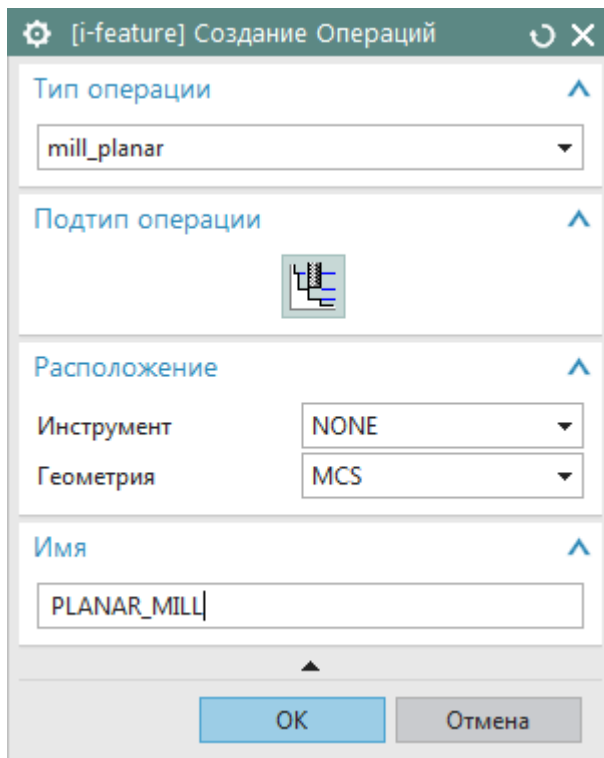 [i-feature] Создание Операций
Тип операции
mill_planar
Подтип операции
Расположение
Инструмент NONE
Геометрия MCS
Имя
PLANAR_MILL
OK Отмена